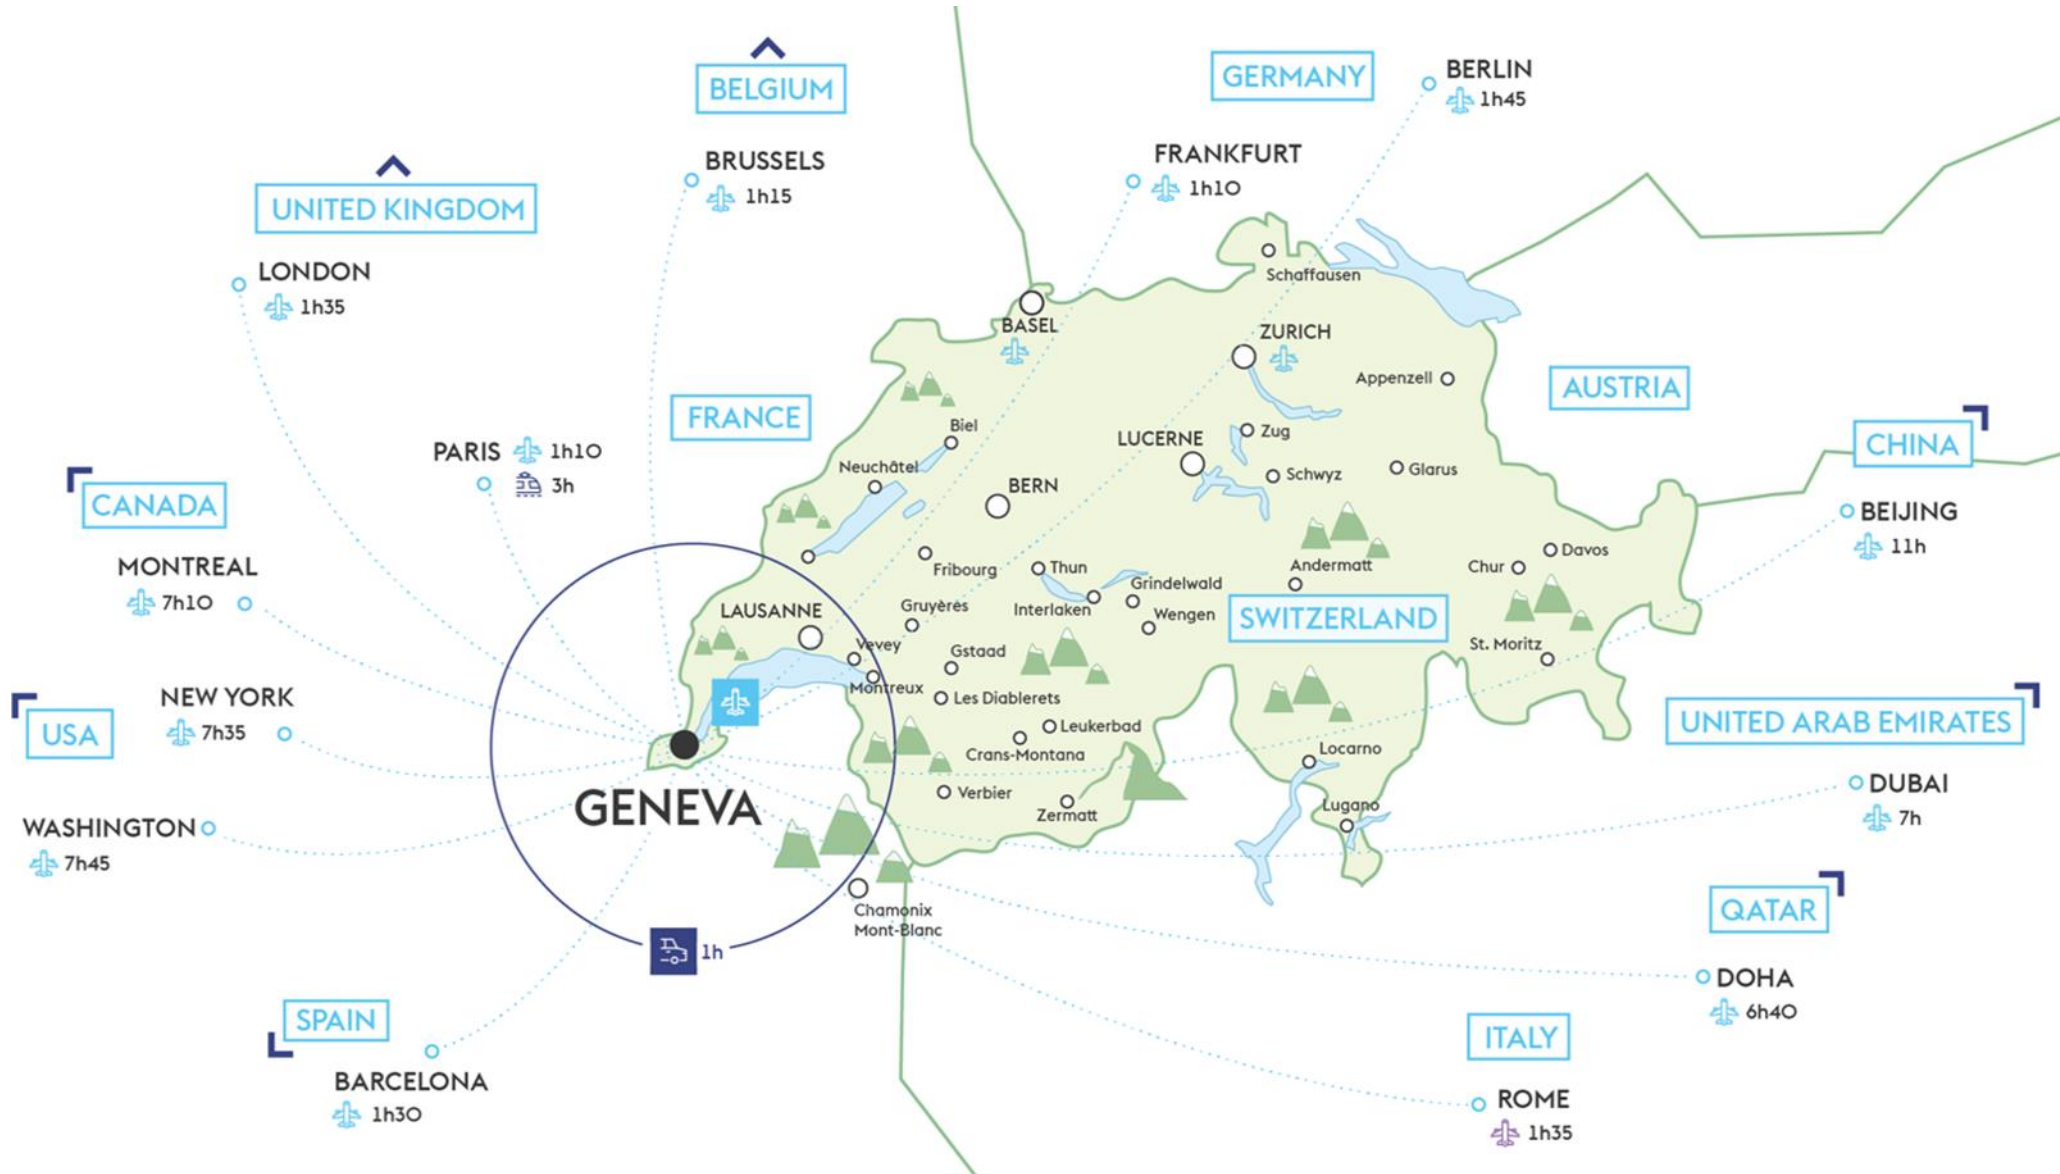 BELGIUM
GERMANY
BERLIN
1h45
BRUSSELS
1h15
FRANKFURT
1h10
UNITED KINGDOM
LONDON
1h35
Schaffausen
BASEL
ZURICH
Appenzell
AUSTRIA
FRANCE
Biel
Zug
LUCERNE
CHINA
PARIS
1h10
3h
Neuchâtel
Schwyz
Glarus
BERN
CANADA
BEIJING
11h
MONTREAL
7h10
Fribourg
Thun
Andermatt
Chur
Davos
Grindelwald
Interlaken
Wengen
LAUSANNE
Gruyères
SWITZERLAND
Vevey
Gstaad
St. Moritz
Montreux
Les Diablerets
NEW YORK
7h35
USA
Leukerbad
Crans-Montana
Locarno
UNITED ARAB EMIRATES
DUBAI
7h
GENEVA
Verbier
Zermatt
Lugano
WASHINGTON
7h45
Chamonix
Mont-Blanc
QATAR
1h
DOHA
6h40
SPAIN
BARCELONA
1h30
ITALY
ROME
1h35